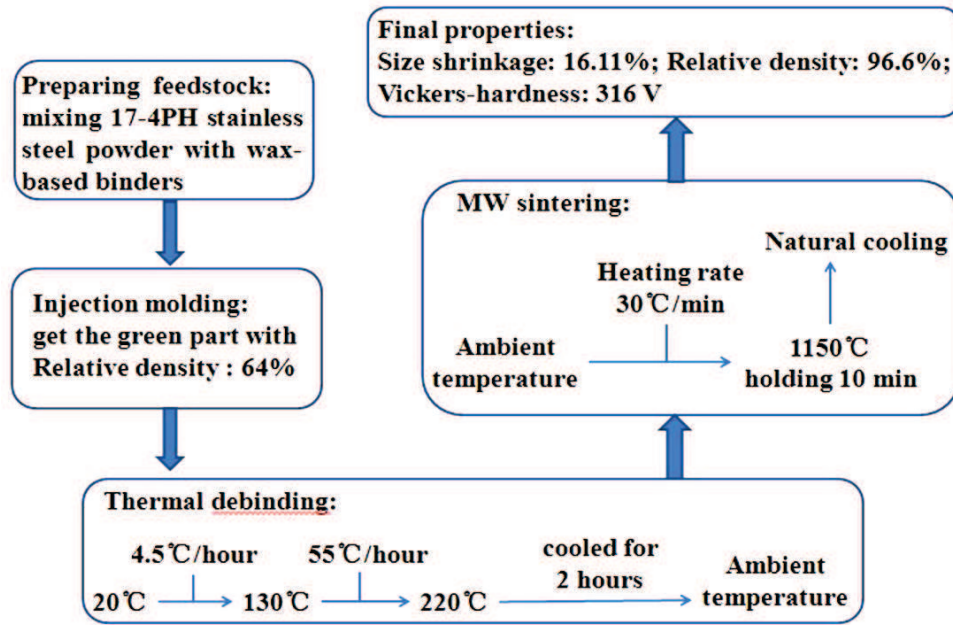 Preparing feedstock:
mixing 17-4PH stainless
steel powder with wax-
based binders
Injection molding:
get the green part with
Relative density : 64%
Thermal debinding:
4.5℃/hour
55℃/hour
cooled for
2 hours
20℃
130℃
220℃
Ambient
temperature
MW sintering:
Natural cooling
Heating rate
30℃/min
Ambient
temperature
1150℃
holding 10 min
Final properties:
Size shrinkage: 16.11%; Relative density: 96.6%;
Vickers-hardness: 316 V